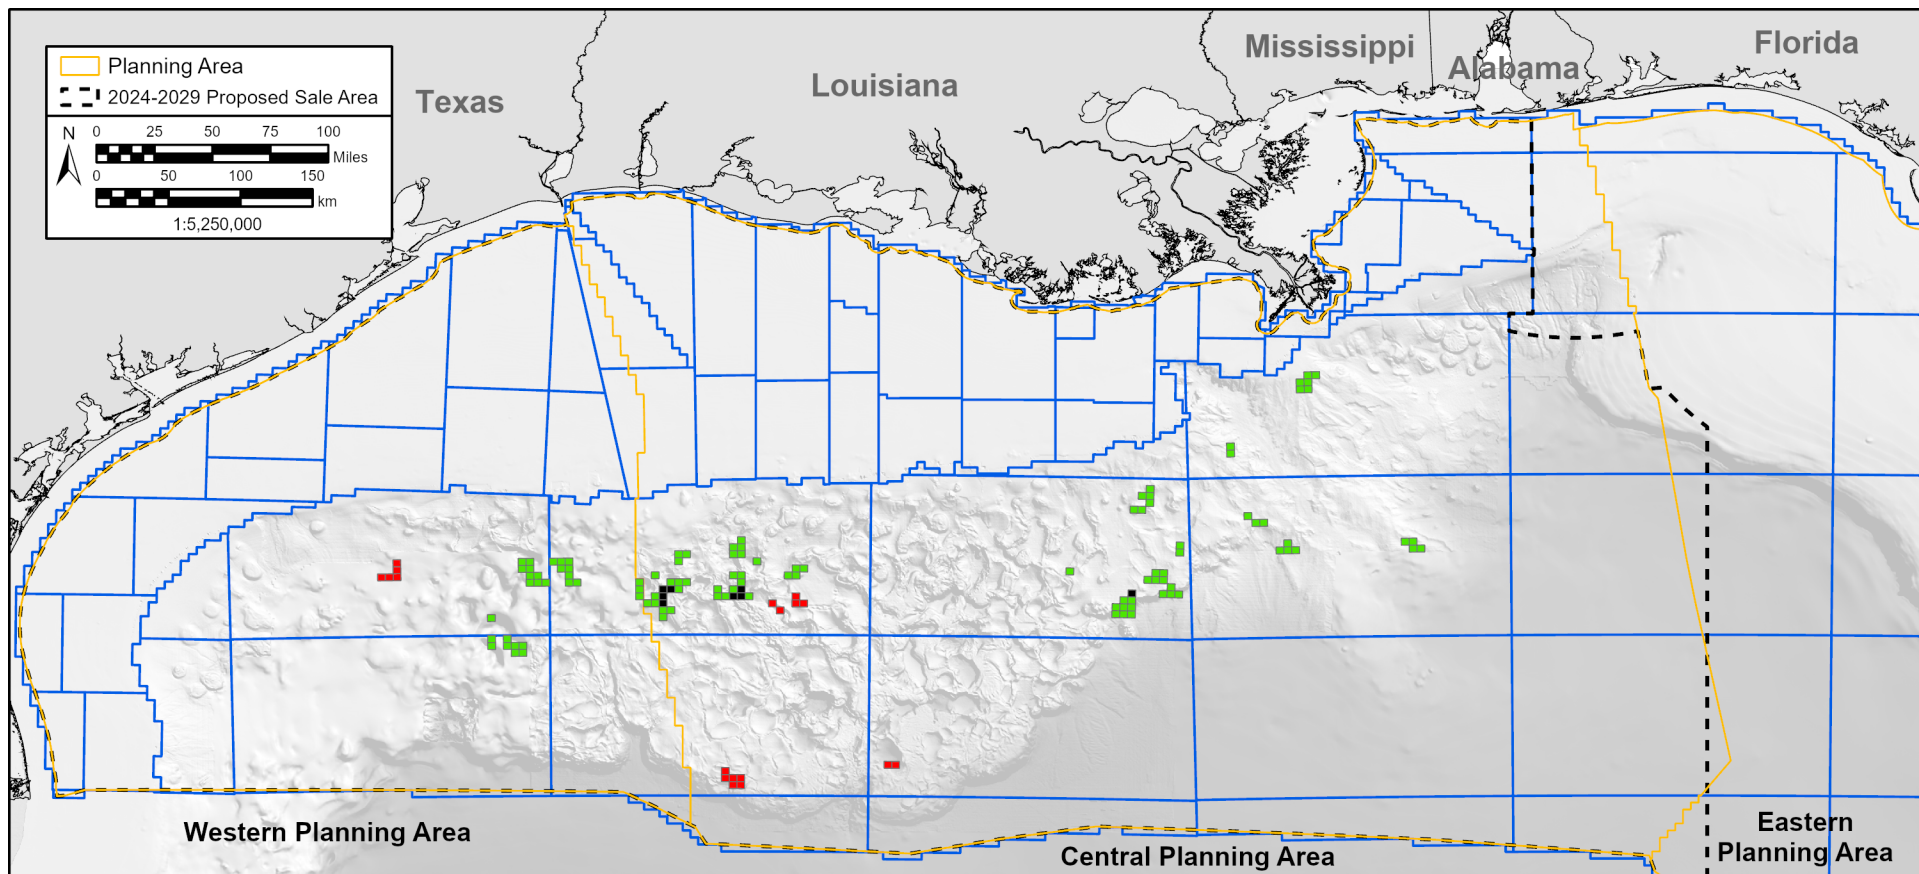 Planning Area
2024-2029 Proposed Sale Area
N
0 25 50 75 100
Miles
0 50 100 150
km
1:5,250,000
Texas
Louisiana
Mississippi
Alabama
Florida
Western Planning Area
Central Planning Area
Eastern
Planning Area